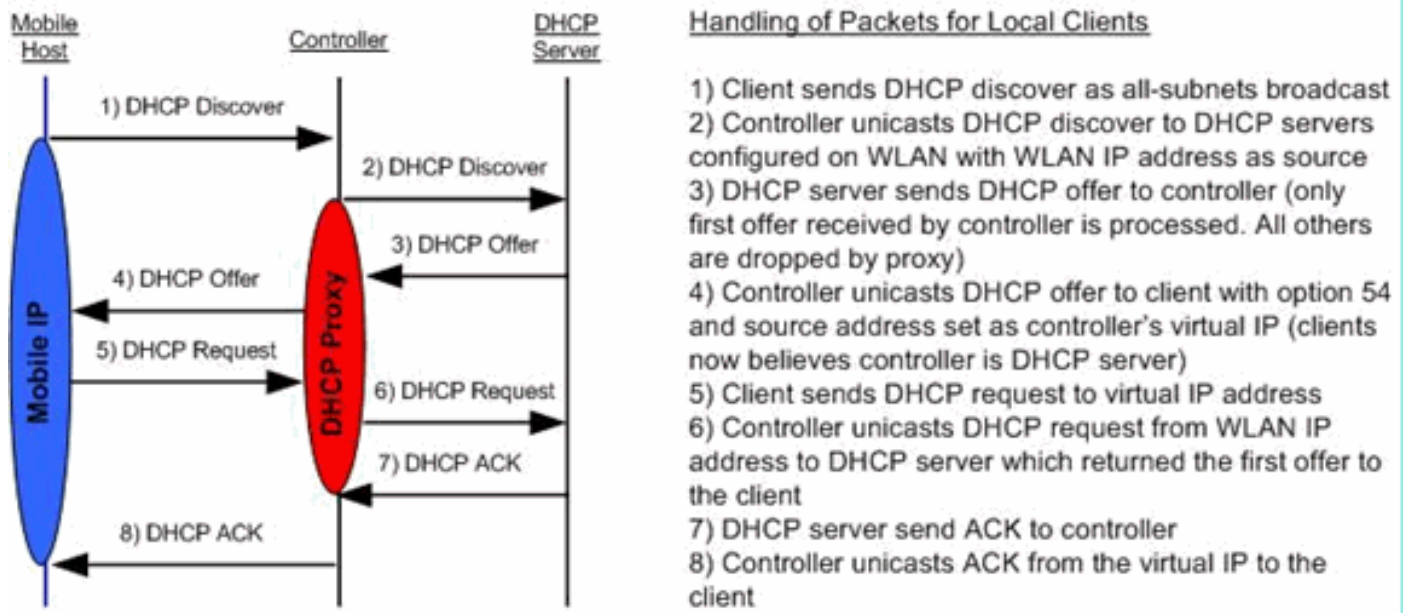 Mobile
Host
Controller
DHCP
Server
1) DHCP Discover
2) DHCP Discover
3) DHCP Offer
4) DHCP Offer
5) DHCP Request
6) DHCP Request
7) DHCP ACK
8) DHCP ACK
Mobile IP
DHCP Proxy
Handling of Packets for Local Clients
1) Client sends DHCP discover as all-subnets broadcast
2) Controller unicasts DHCP discover to DHCP servers
configured on WLAN with WLAN IP address as source
3) DHCP server sends DHCP offer to controller (only
first offer received by controller is processed. All others
are dropped by proxy)
4) Controller unicasts DHCP offer to client with option 54
and source address set as controller's virtual IP (clients
now believes controller is DHCP server)
5) Client sends DHCP request to virtual IP address
6) Controller unicasts DHCP request from WLAN IP
address to DHCP server which returned the first offer to
the client
7) DHCP server send ACK to controller
8) Controller unicasts ACK from the virtual IP to the
client